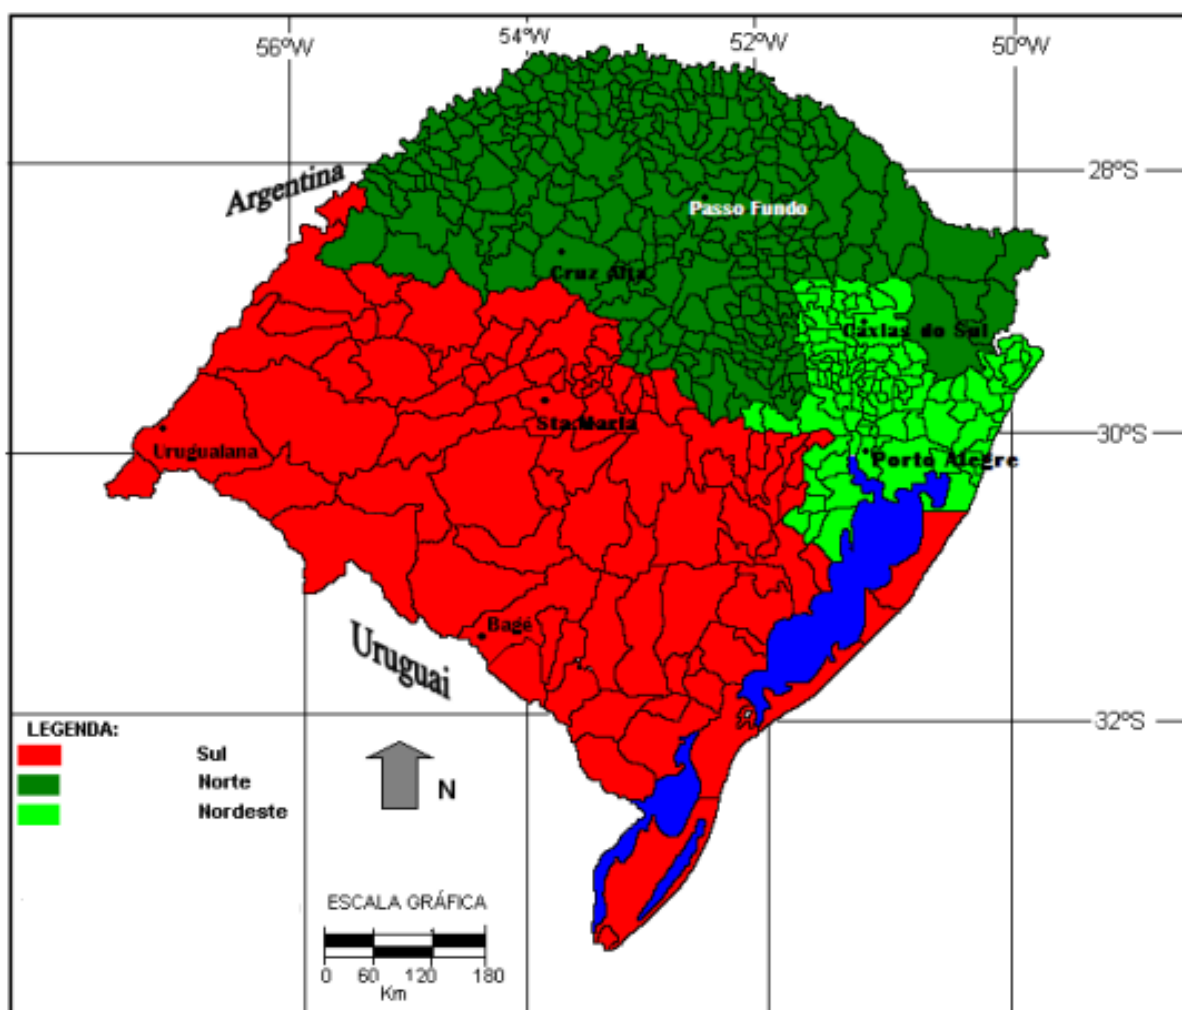 56ºW
54ºW
52ºW
50ºW
28ºS
Argentina
Passo Fundo
Cruz Alta
Caxias do Sul
Sta.Maria
30ºS
Uruguaiana
Porto Alegre
Bagé
Uruguai
32ºS
LEGENDA:
Sul
Norte
Nordeste
N
ESCALA GRÁFICA
0 60 120 180
Km